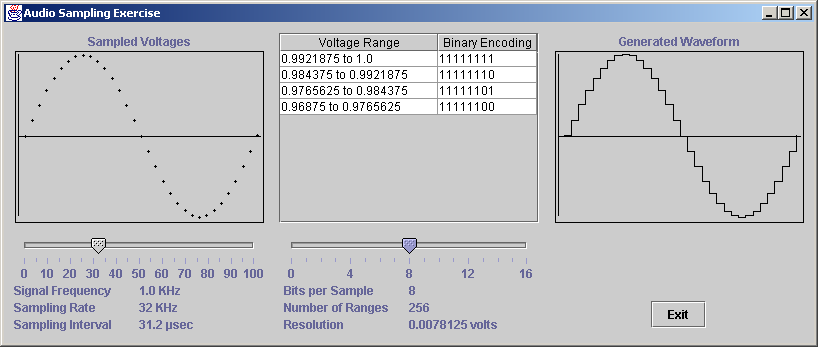 Audio Sampling Exercise
Sampled Voltages
Voltage Range Binary Encoding
0.9921875 to 1.0 11111111
0.984375 to 0.9921875 11111110
0.9765625 to 0.984375 11111101
0.96875 to 0.9765625 11111100
Generated Waveform
0 10 20 30 40 50 60 70 80 90 100
Signal Frequency 1.0 KHz
Sampling Rate 32 KHz
Sampling Interval 31.2 µsec
0 4 8 12 16
Bits per Sample 8
Number of Ranges 256
Resolution 0.0078125 volts
Exit